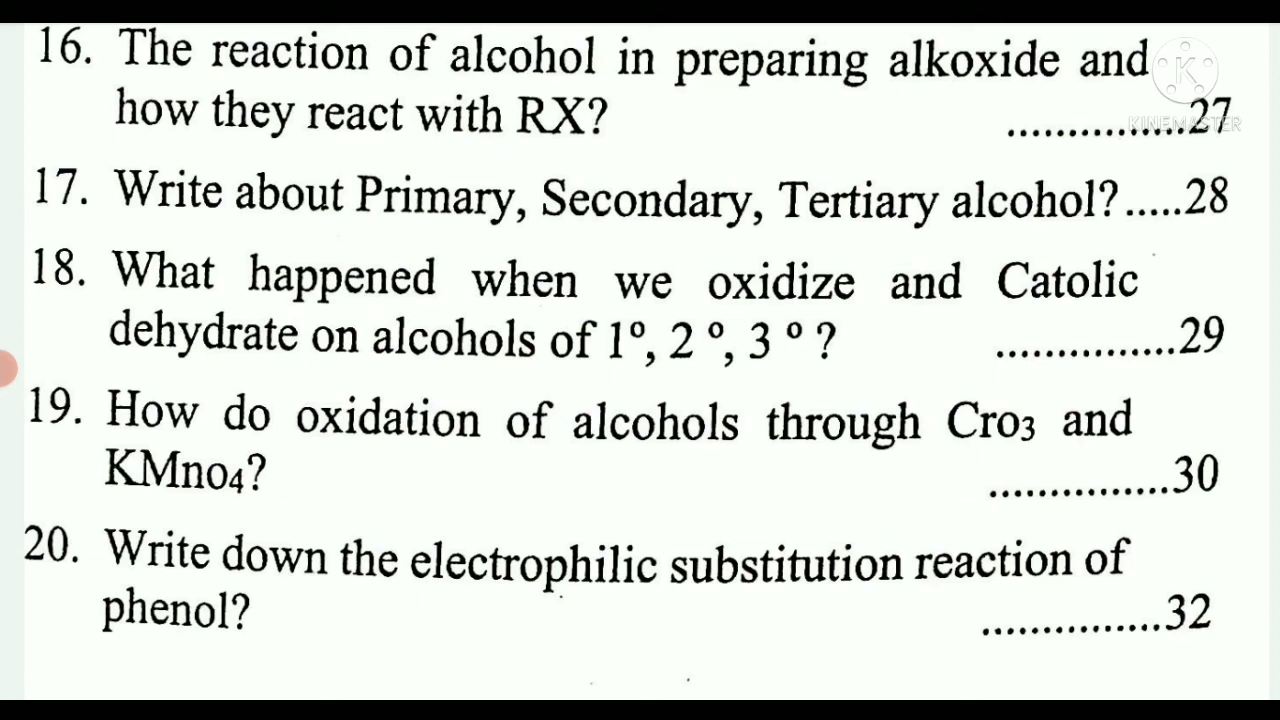 16. The reaction of alcohol in preparing alkoxide and
how they react with RX? ................27
17. Write about Primary, Secondary, Tertiary alcohol? .....28
18. What happened when we oxidize and Catolic
dehydrate on alcohols of 1º, 2 º, 3 º ? ................29
19. How do oxidation of alcohols through Cro₃ and
KMno₄? ................30
20. Write down the electrophilic substitution reaction of
phenol? ................32
K
KINEMASTER